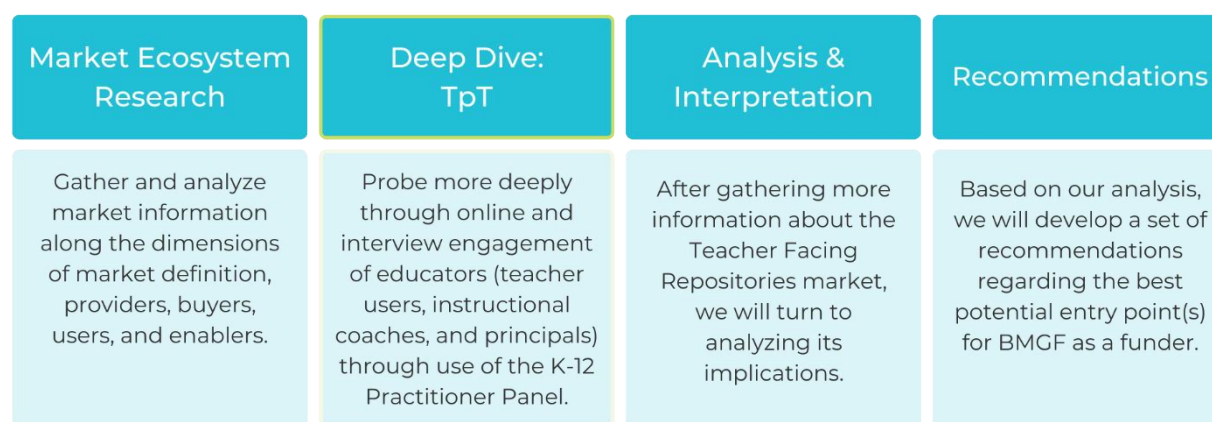 Market Ecosystem
Research
Gather and analyze
market information
along the dimensions
of market definition,
providers, buyers,
users, and enablers.
Deep Dive:
TpT
Probe more deeply
through online and
interview engagement
of educators (teacher
users, instructional
coaches, and principals)
through use of the K-12
Practitioner Panel.
Analysis &
Interpretation
After gathering more
information about the
Teacher Facing
Repositories market,
we will turn to
analyzing its
implications.
Recommendations
Based on our analysis,
we will develop a set of
recommendations
regarding the best
potential entry point(s)
for BMGF as a funder.